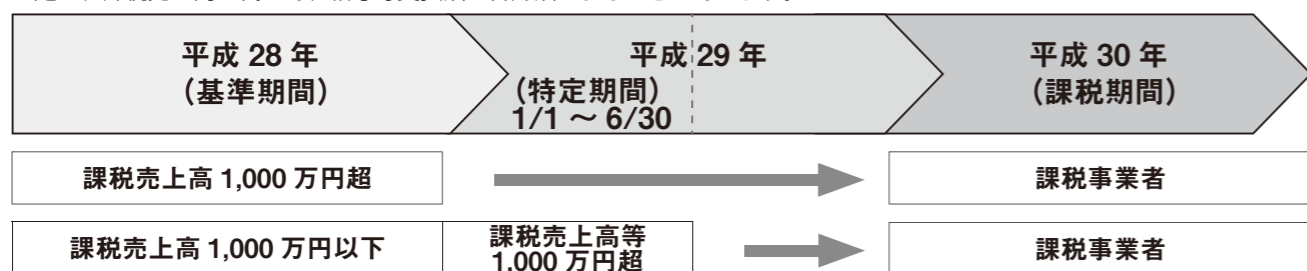 平成 28 年
(基準期間)
平成 29 年
(特定期間)
1/1 ～ 6/30
平成 30 年
(課税期間)
課税売上高 1,000 万円超
課税事業者
課税売上高 1,000 万円以下
課税売上高等
1,000 万円超
課税事業者